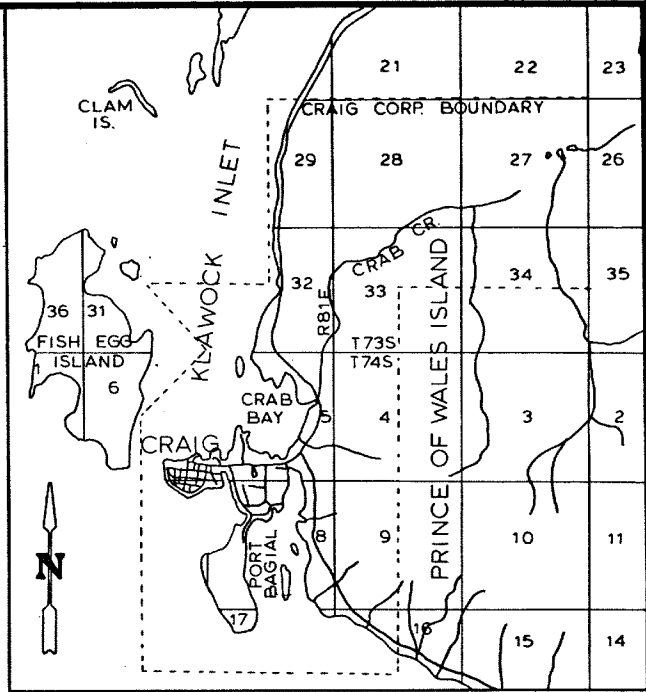 21 22 23
CLAM
IS.
CRAIG CORP. BOUNDARY
29 28 27 26
KLAWOCK INLET
CRAB CR.
32 33 34 35
36 31
R81E
FISH EGG
ISLAND
T73S
T74S
1 6
PRINCE OF WALES ISLAND
CRAB
BAY
5 4 3 2
CRAIG
N
8 9 10 11
PORT
BAGIAL
17 16 15 14